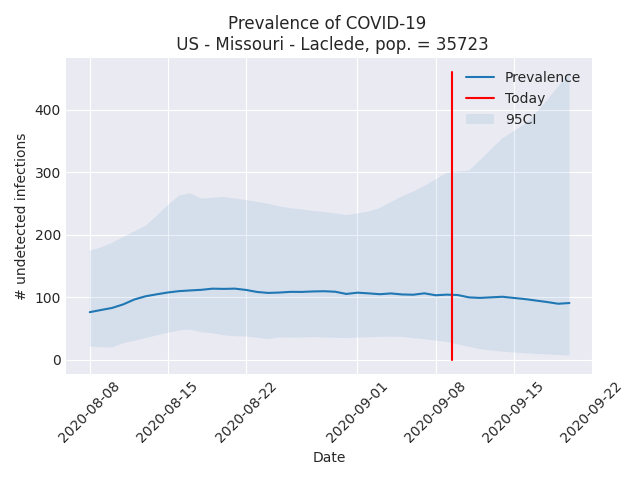 Prevalence of COVID-19
US - Missouri - Laclede, pop. = 35723
Prevalence
Today
95CI
400
300
200
100
0
# undetected infections
2020-08-08
2020-08-15
2020-08-22
2020-09-01
2020-09-08
2020-09-15
2020-09-22
Date